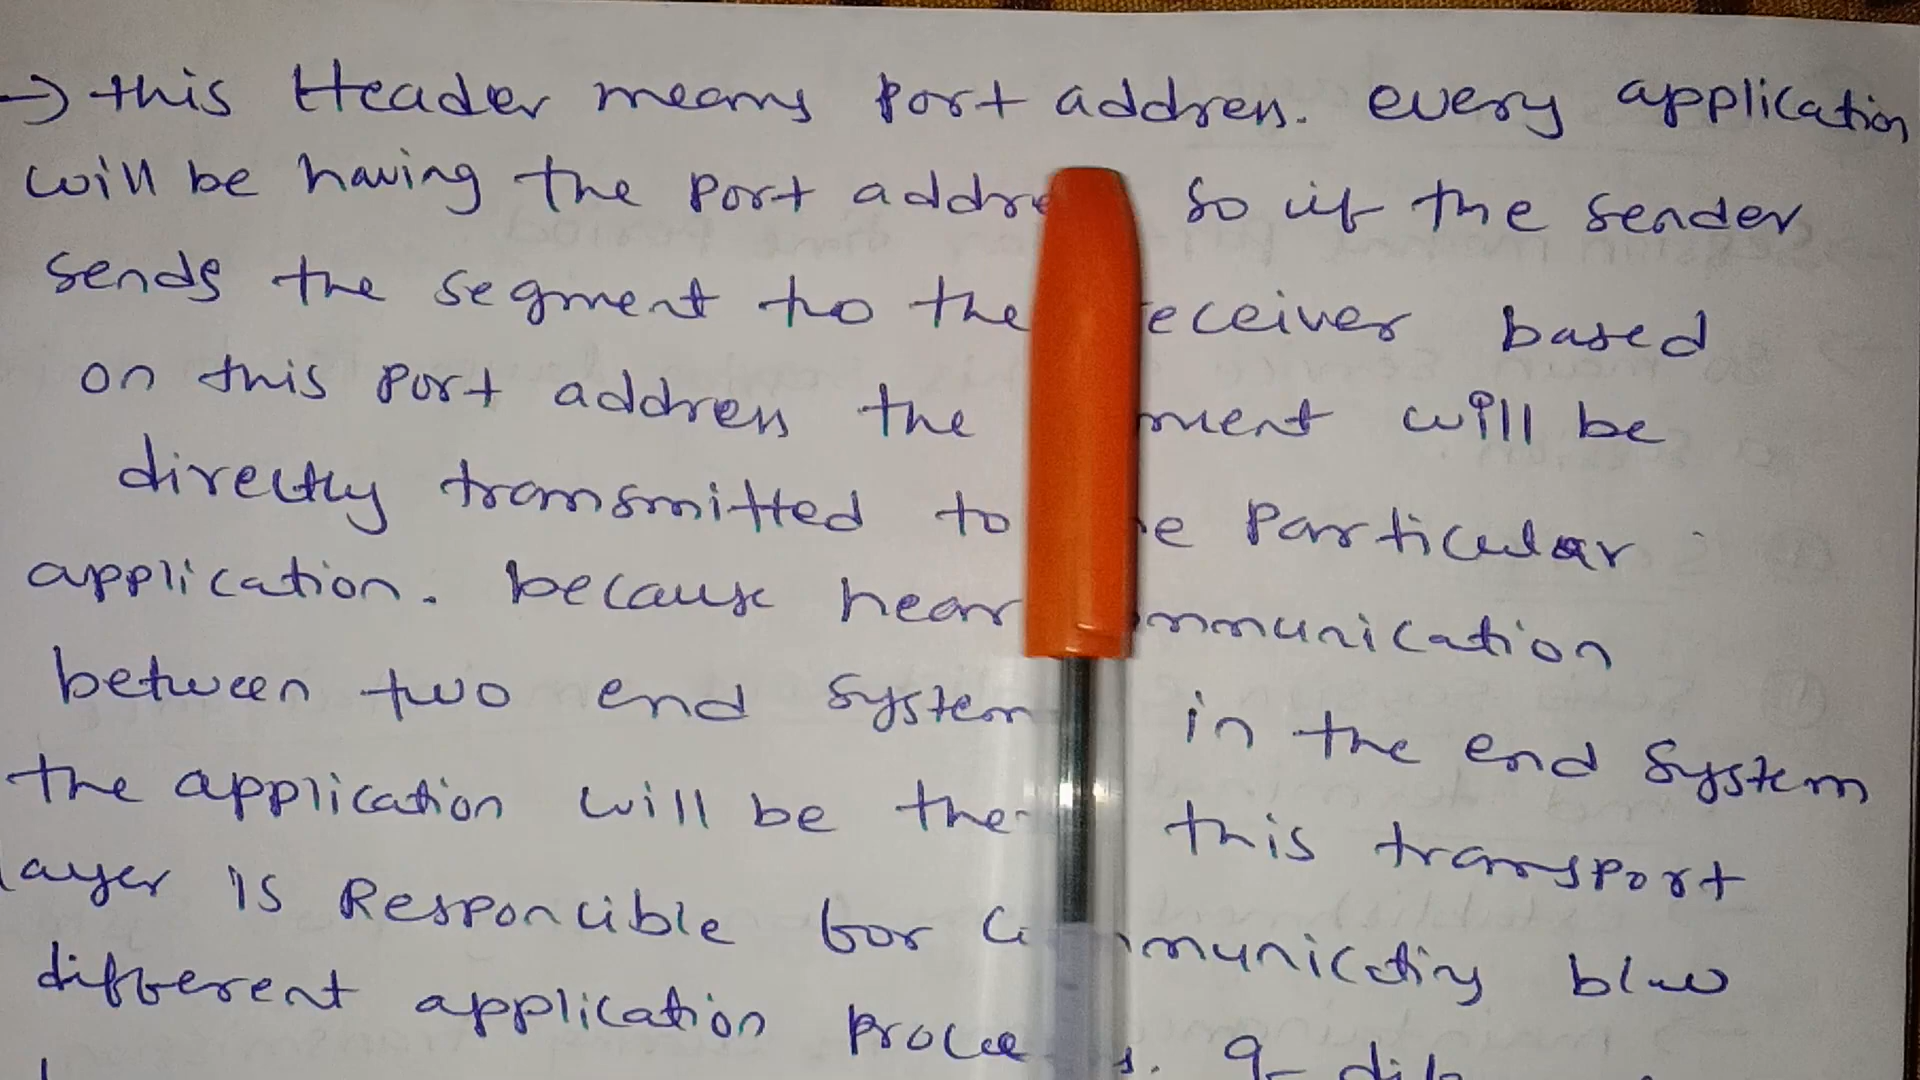 → this Header means Port address. every application
will be having the Port addre so if the sender
sends the segment to the eceiver based
on this Port address the ment will be
directly transmitted to e Particular
application. because hear mmunication
between two end system in the end system
the application will be the this transport
layer is Responcible for Co mmunicating b/w
different application Proce s.